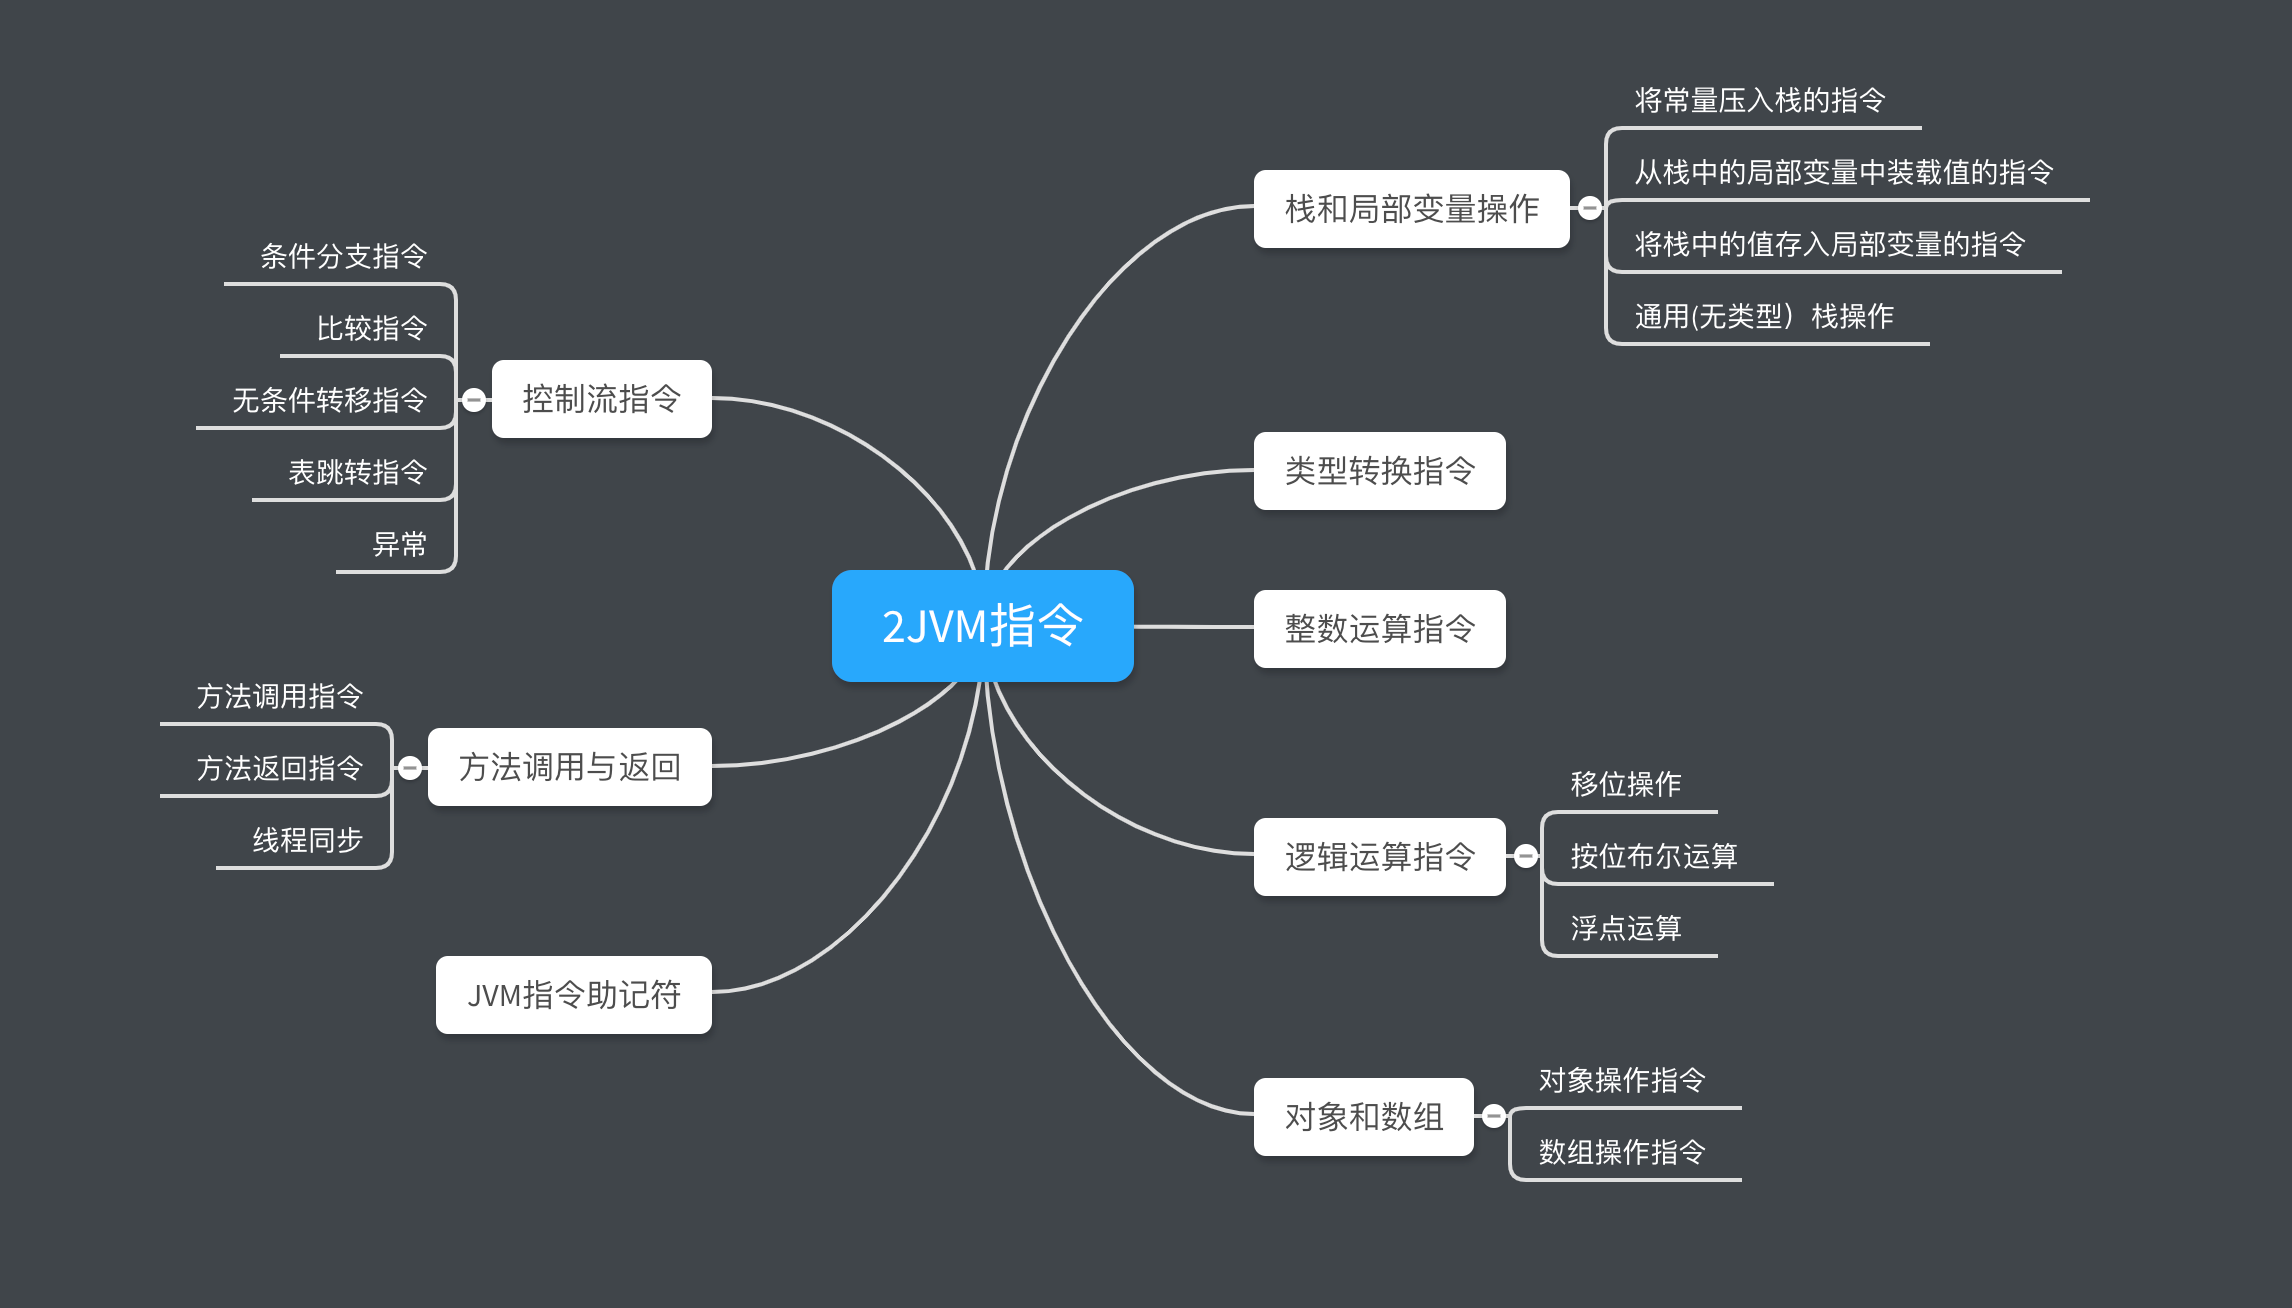 2JVM指令
栈和局部变量操作
将常量压入栈的指令
从栈中的局部变量中装载值的指令
将栈中的值存入局部变量的指令
通用(无类型）栈操作
类型转换指令
整数运算指令
逻辑运算指令
移位操作
按位布尔运算
浮点运算
对象和数组
对象操作指令
数组操作指令
控制流指令
条件分支指令
比较指令
无条件转移指令
表跳转指令
异常
方法调用与返回
方法调用指令
方法返回指令
线程同步
JVM指令助记符